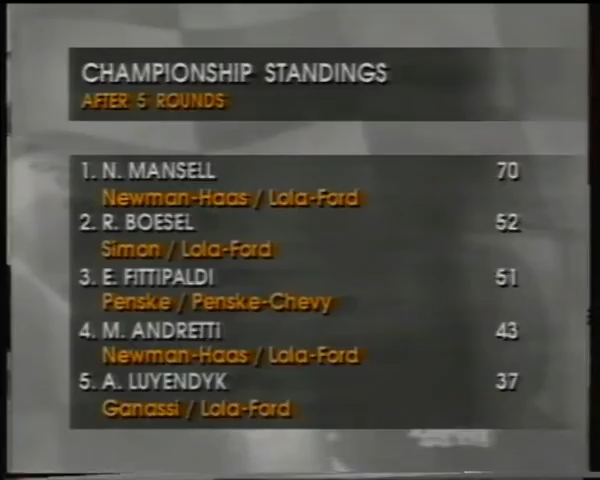 CHAMPIONSHIP STANDINGS
AFTER 5 ROUNDS
1. N. MANSELL 70
Newman-Haas / Lola-Ford
2. R. BOESEL 52
Simon / Lola-Ford
3. E. FITTIPALDI 51
Penske / Penske-Chevy
4. M. ANDRETTI 43
Newman-Haas / Lola-Ford
5. A. LUYENDYK 37
Ganassi / Lola-Ford